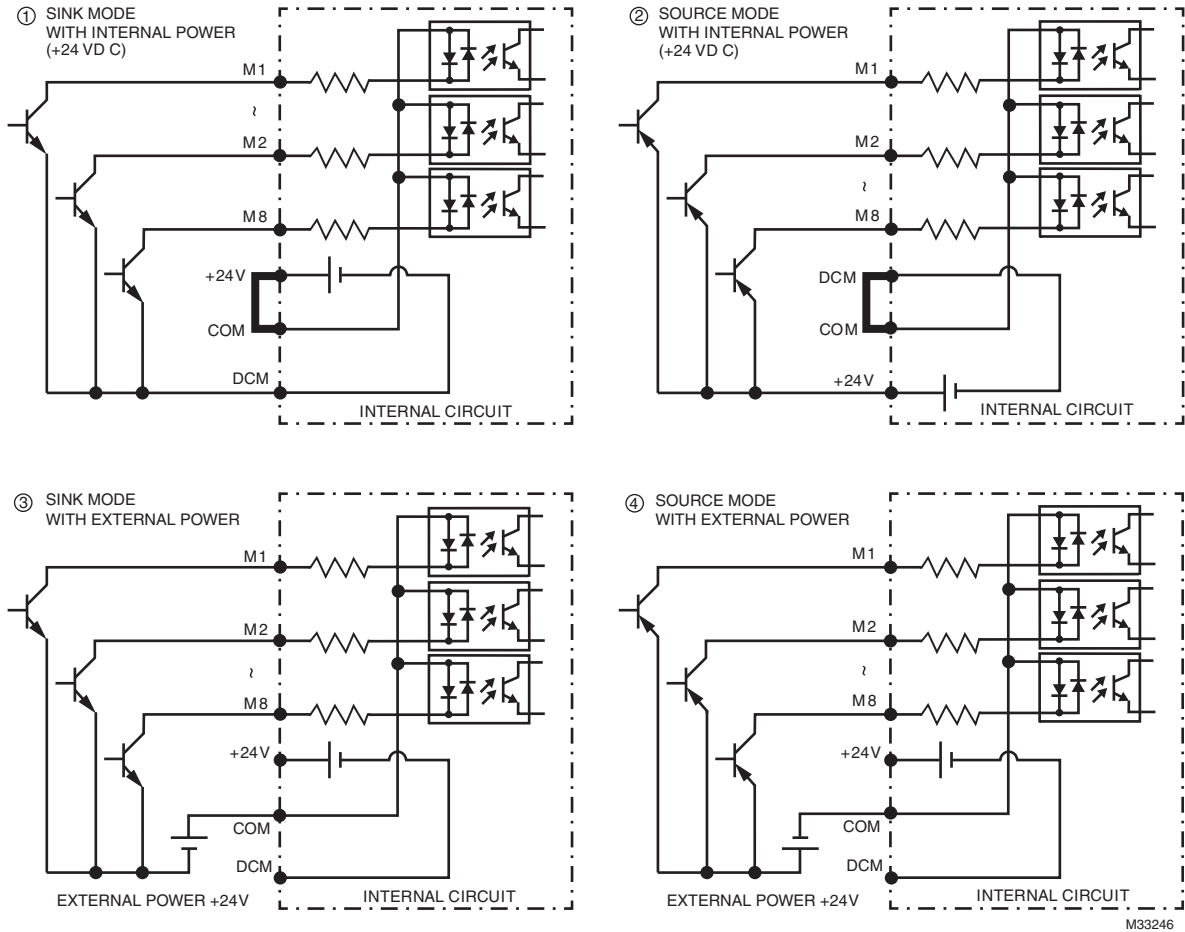 ① SINK MODE
WITH INTERNAL POWER
(+24 VD C)
M1
~
M2
M8
+24V
COM
DCM
INTERNAL CIRCUIT
② SOURCE MODE
WITH INTERNAL POWER
(+24 VD C)
M1
M2
~
M8
DCM
COM
+24V
INTERNAL CIRCUIT
③ SINK MODE
WITH EXTERNAL POWER
M1
M2
~
M8
+24V
COM
DCM
EXTERNAL POWER +24V
INTERNAL CIRCUIT
④ SOURCE MODE
WITH EXTERNAL POWER
M1
M2
~
M8
+24V
COM
DCM
EXTERNAL POWER +24V
INTERNAL CIRCUIT
M33246